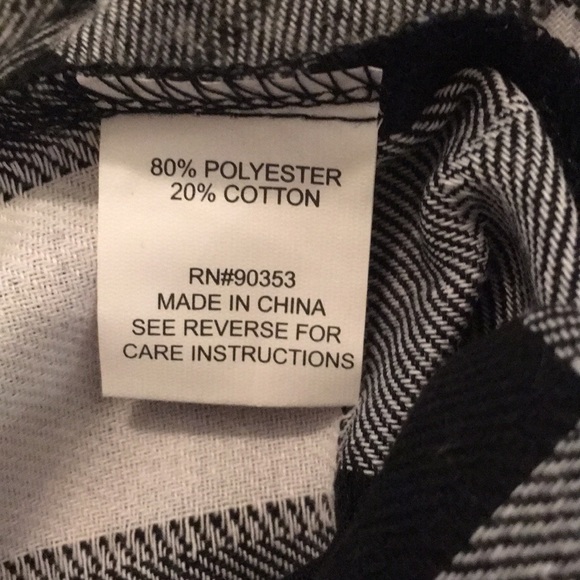 80% POLYESTER
20% COTTON
RN#90353
MADE IN CHINA
SEE REVERSE FOR
CARE INSTRUCTIONS